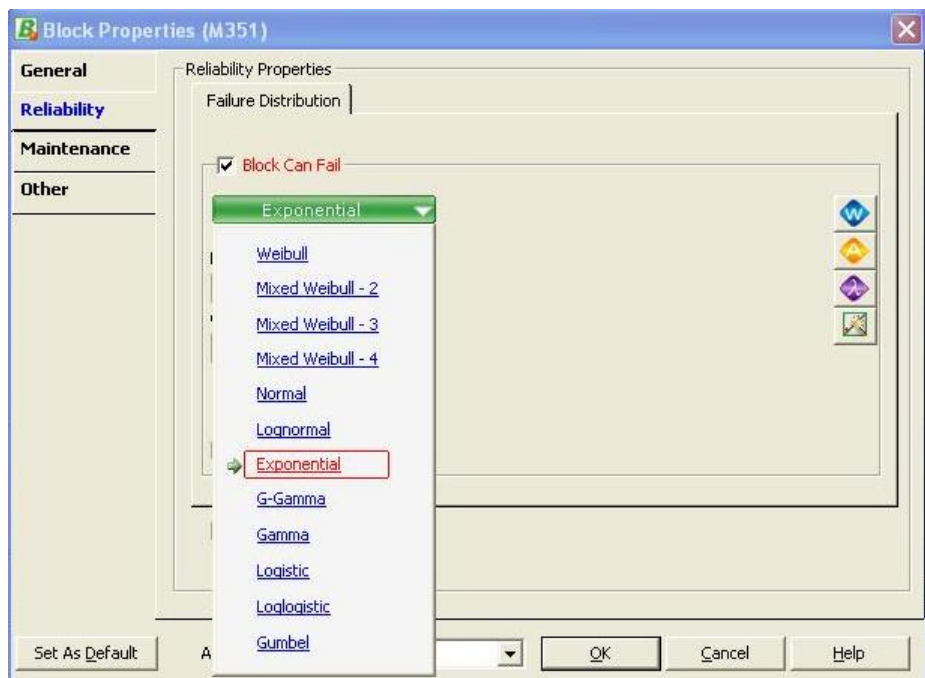 Block Properties (M351)
General
Reliability
Maintenance
Other
Reliability Properties
Failure Distribution
Block Can Fail
Exponential
Weibull
Mixed Weibull - 2
Mixed Weibull - 3
Mixed Weibull - 4
Normal
Lognormal
Exponential
G-Gamma
Gamma
Logistic
Loglogistic
Gumbel
W
A
λ
Set As Default
A
OK
Cancel
Help